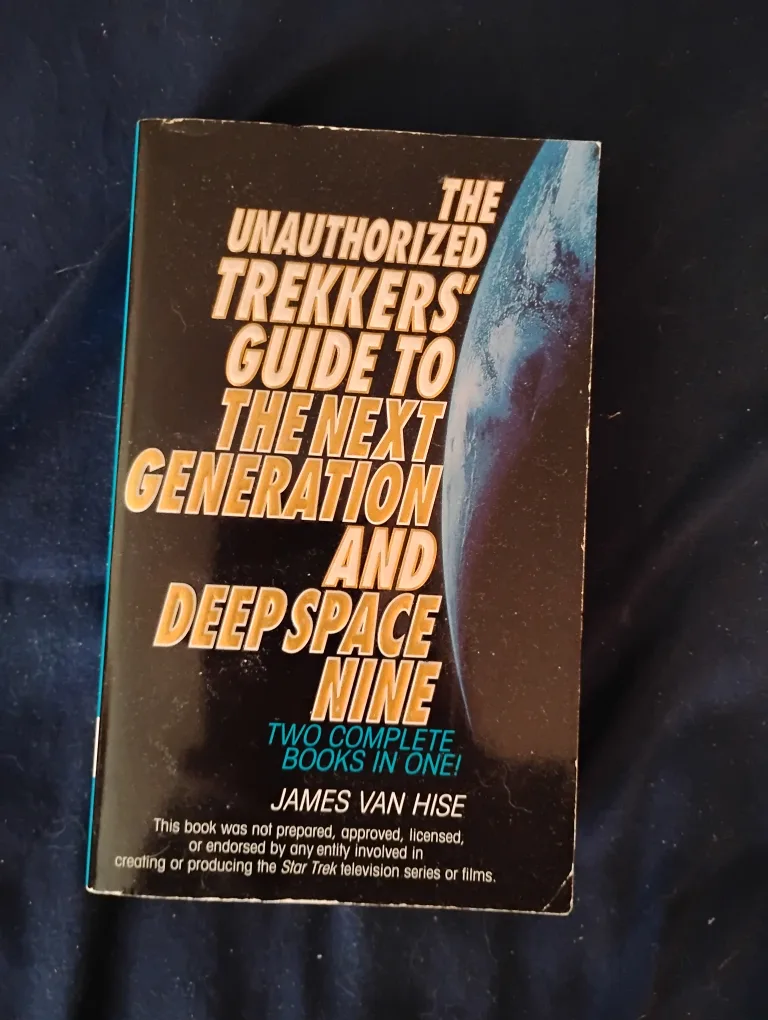 THE
UNAUTHORIZED
TREKKERS'
GUIDE TO
THE NEXT
GENERATION
AND
DEEP SPACE
NINE
TWO COMPLETE
BOOKS IN ONE!
JAMES VAN HISE
This book was not prepared, approved, licensed,
or endorsed by any entity involved in
creating or producing the Star Trek television series or films.